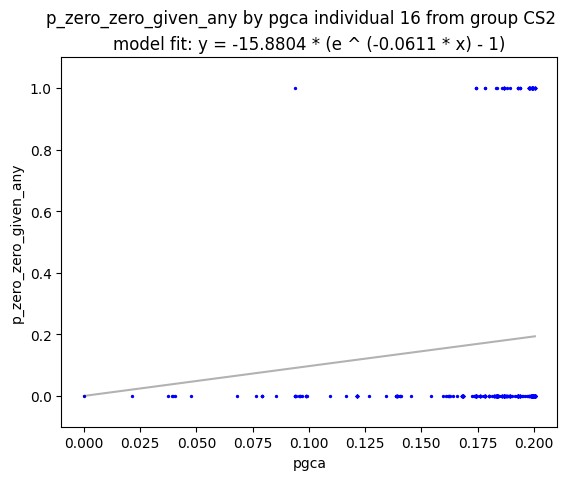 p_zero_zero_given_any by pgca individual 16 from group CS2
model fit: y = -15.8804 * (e ^ (-0.0611 * x) - 1)
1.0
0.8
0.6
0.4
0.2
0.0
p_zero_zero_given_any
0.000 0.025 0.050 0.075 0.100 0.125 0.150 0.175 0.200
pgca